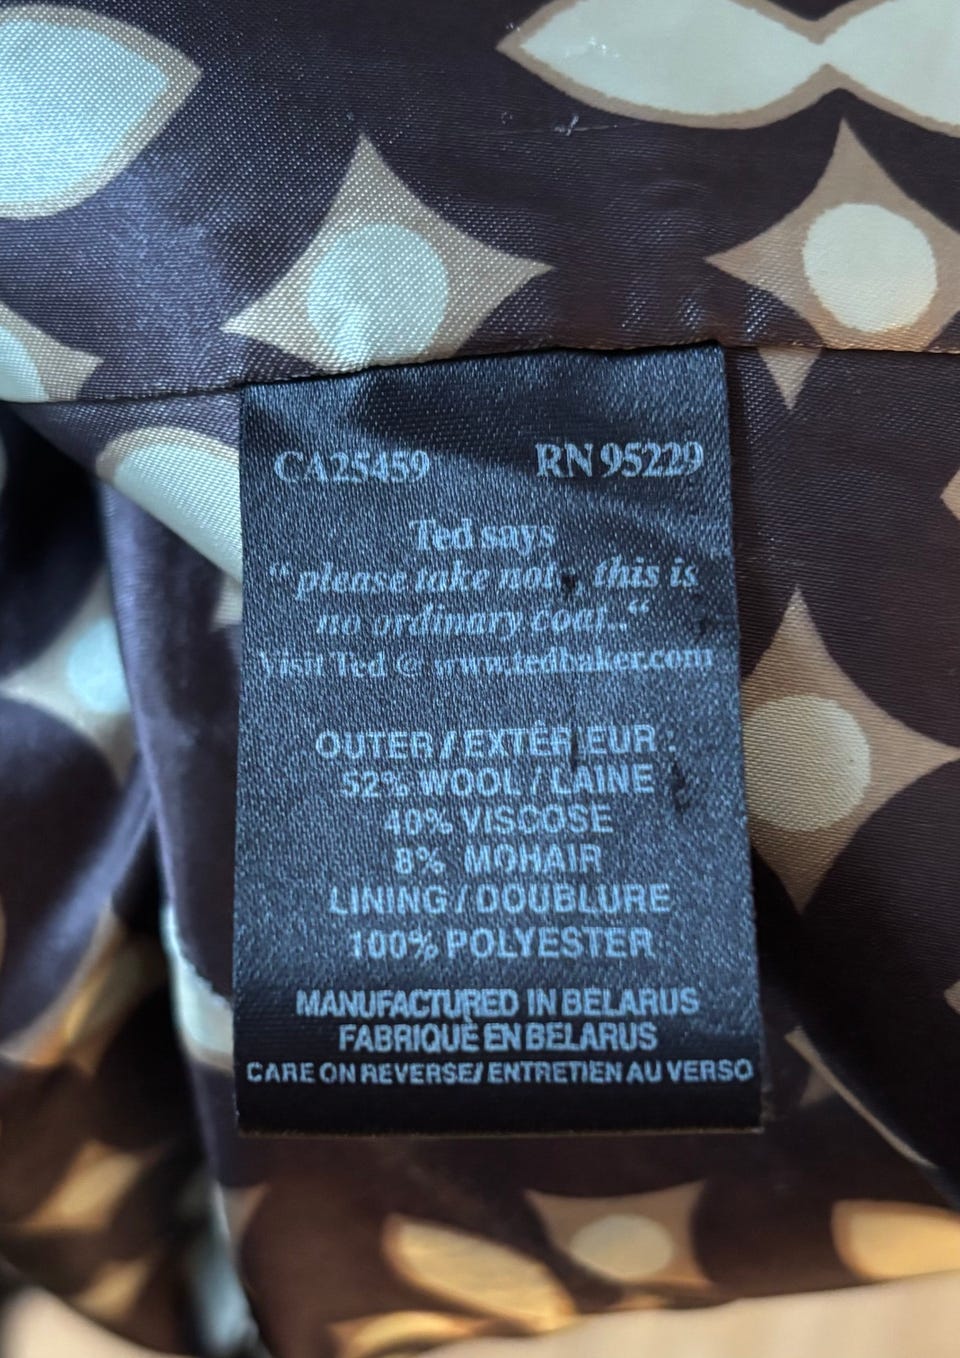 CA25459 RN 95229
Ted says
“please take not , this is
no ordinary coat..“
Visit Ted @ www.tedbaker.com
OUTER / EXTÉRIEUR :
52% WOOL / LAINE
40% VISCOSE
8% MOHAIR
LINING / DOUBLURE
100% POLYESTER
MANUFACTURED IN BELARUS
FABRIQUÉ EN BELARUS
CARE ON REVERSE/ ENTRETIEN AU VERSO